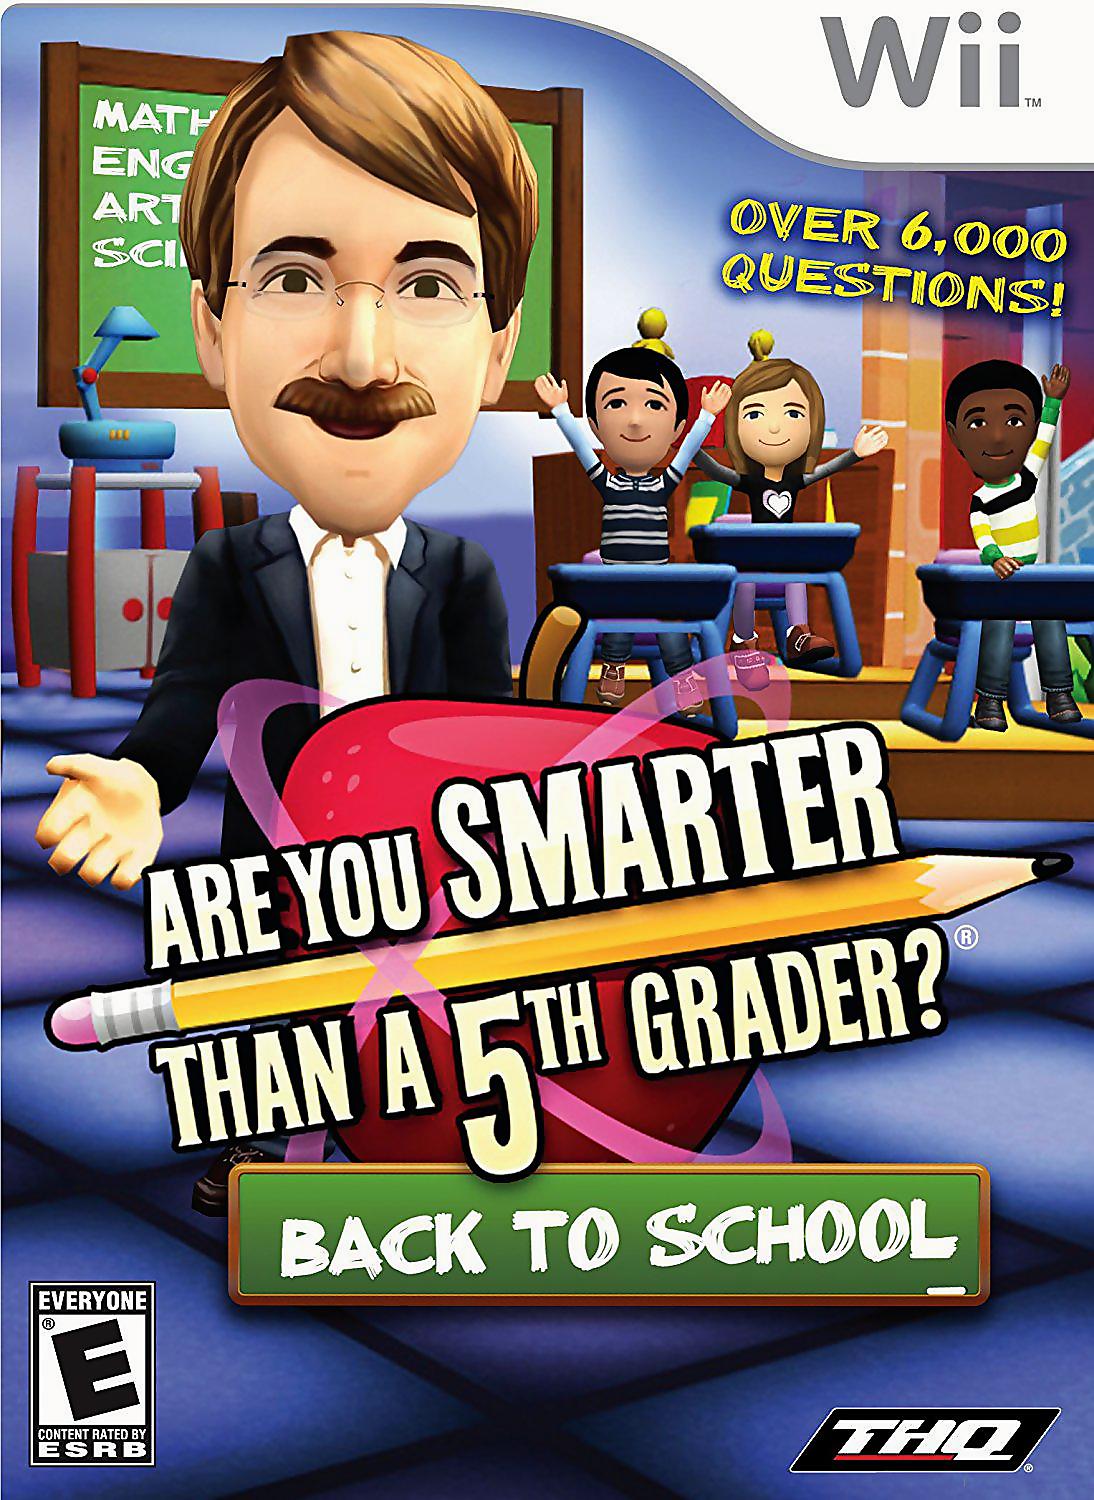 Wii™
MATH
ENG
ART
SCI
OVER 6,000
QUESTIONS!
ARE YOU SMARTER
THAN A 5TH GRADER?®
BACK TO SCHOOL
EVERYONE
E®
CONTENT RATED BY
ESRB
THQ®